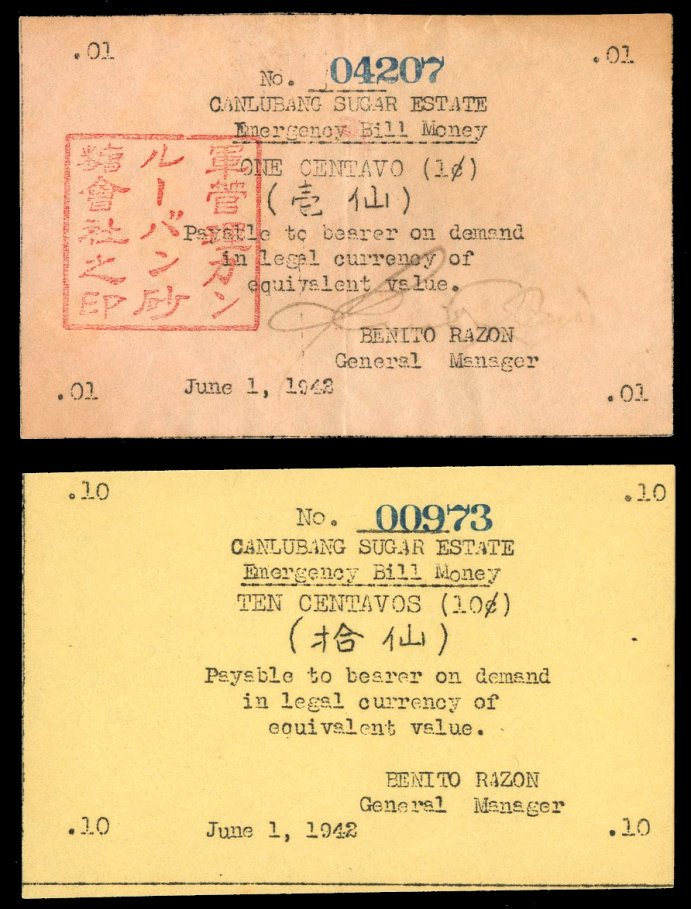 .01 .01
No. 04207
CANLUBANG SUGAR ESTATE
Emergency Bill Money
ONE CENTAVO (1¢)
(壱仙)
Payable to bearer on demand
in legal currency of
equivalent value.
BENITO RAZON
General Manager
June 1, 1942
.01 .01
軍管理カン
ルーバン砂
糖會社之印
.10 .10
No. 00973
CANLUBANG SUGAR ESTATE
Emergency Bill Money
TEN CENTAVOS (10¢)
(拾仙)
Payable to bearer on demand
in legal currency of
equivalent value.
BENITO RAZON
General Manager
June 1, 1942
.10 .10